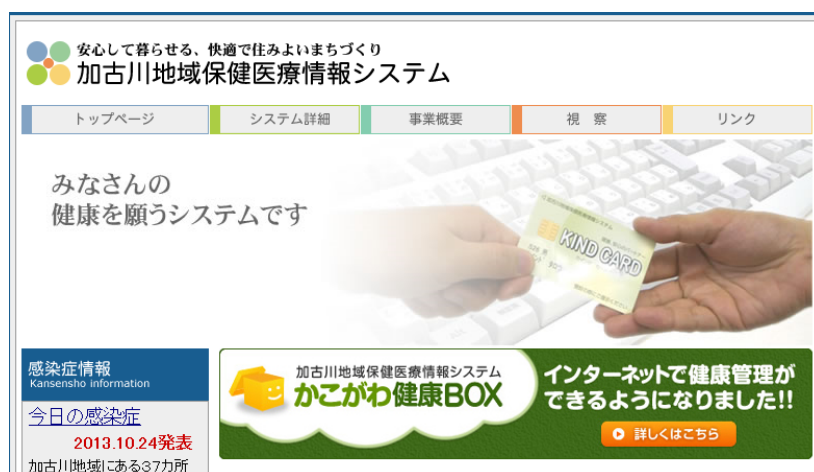 安心して暮らせる、快適で住みよいまちづくり
加古川地域保健医療情報システム
トップページ
システム詳細
事業概要
視 察
リンク
みなさんの
健康を願うシステムです
KIND CARD
感染症情報
Kansensho information
今日の感染症
2013.10.24発表
加古川地域にある37カ所
加古川地域保健医療情報システム
かこがわ健康BOX
インターネットで健康管理が
できるようになりました!!
詳しくはこちら